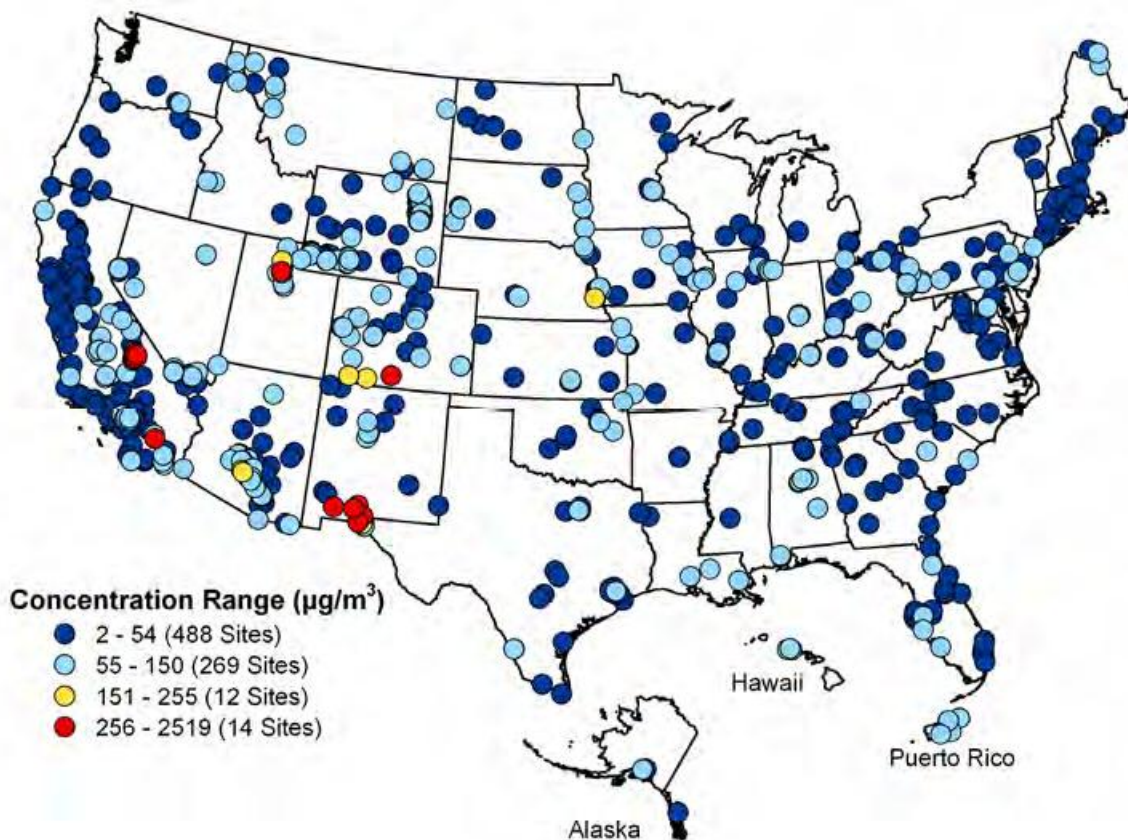 Concentration Range (µg/m³)
2 - 54 (488 Sites)
55 - 150 (269 Sites)
151 - 255 (12 Sites)
256 - 2519 (14 Sites)
Hawaii
Puerto Rico
Alaska